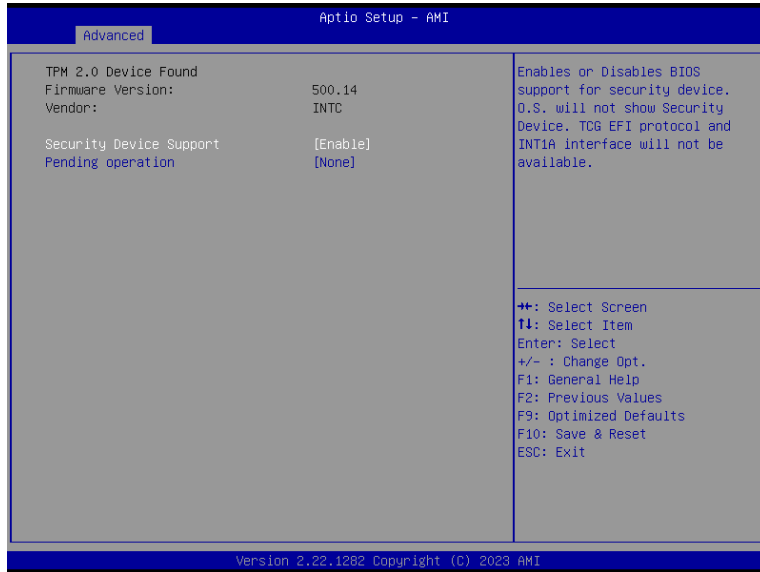 Aptio Setup – AMI
Advanced
TPM 2.0 Device Found
Firmware Version: 500.14
Vendor: INTC
Security Device Support [Enable]
Pending operation [None]
Enables or Disables BIOS
support for security device.
O.S. will not show Security
Device. TCG EFI protocol and
INT1A interface will not be
available.
→←: Select Screen
↑↓: Select Item
Enter: Select
+/- : Change Opt.
F1: General Help
F2: Previous Values
F9: Optimized Defaults
F10: Save & Reset
ESC: Exit
Version 2.22.1282 Copyright (C) 2023 AMI